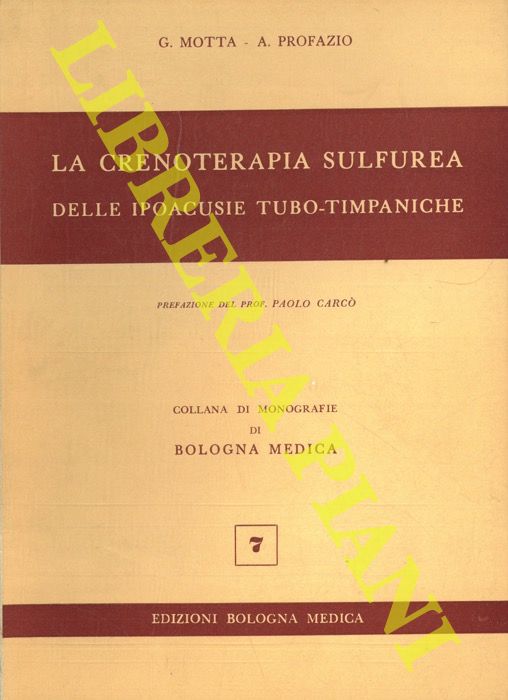 G. MOTTA - A. PROFAZIO
LA CRENOTERAPIA SULFUREA
DELLE IPOACUSIE TUBO-TIMPANICHE
PREFAZIONE DEL PROF. PAOLO CARCÒ
COLLANA DI MONOGRAFIE
DI
BOLOGNA MEDICA
7
EDIZIONI BOLOGNA MEDICA
LIBRERIA PIANI